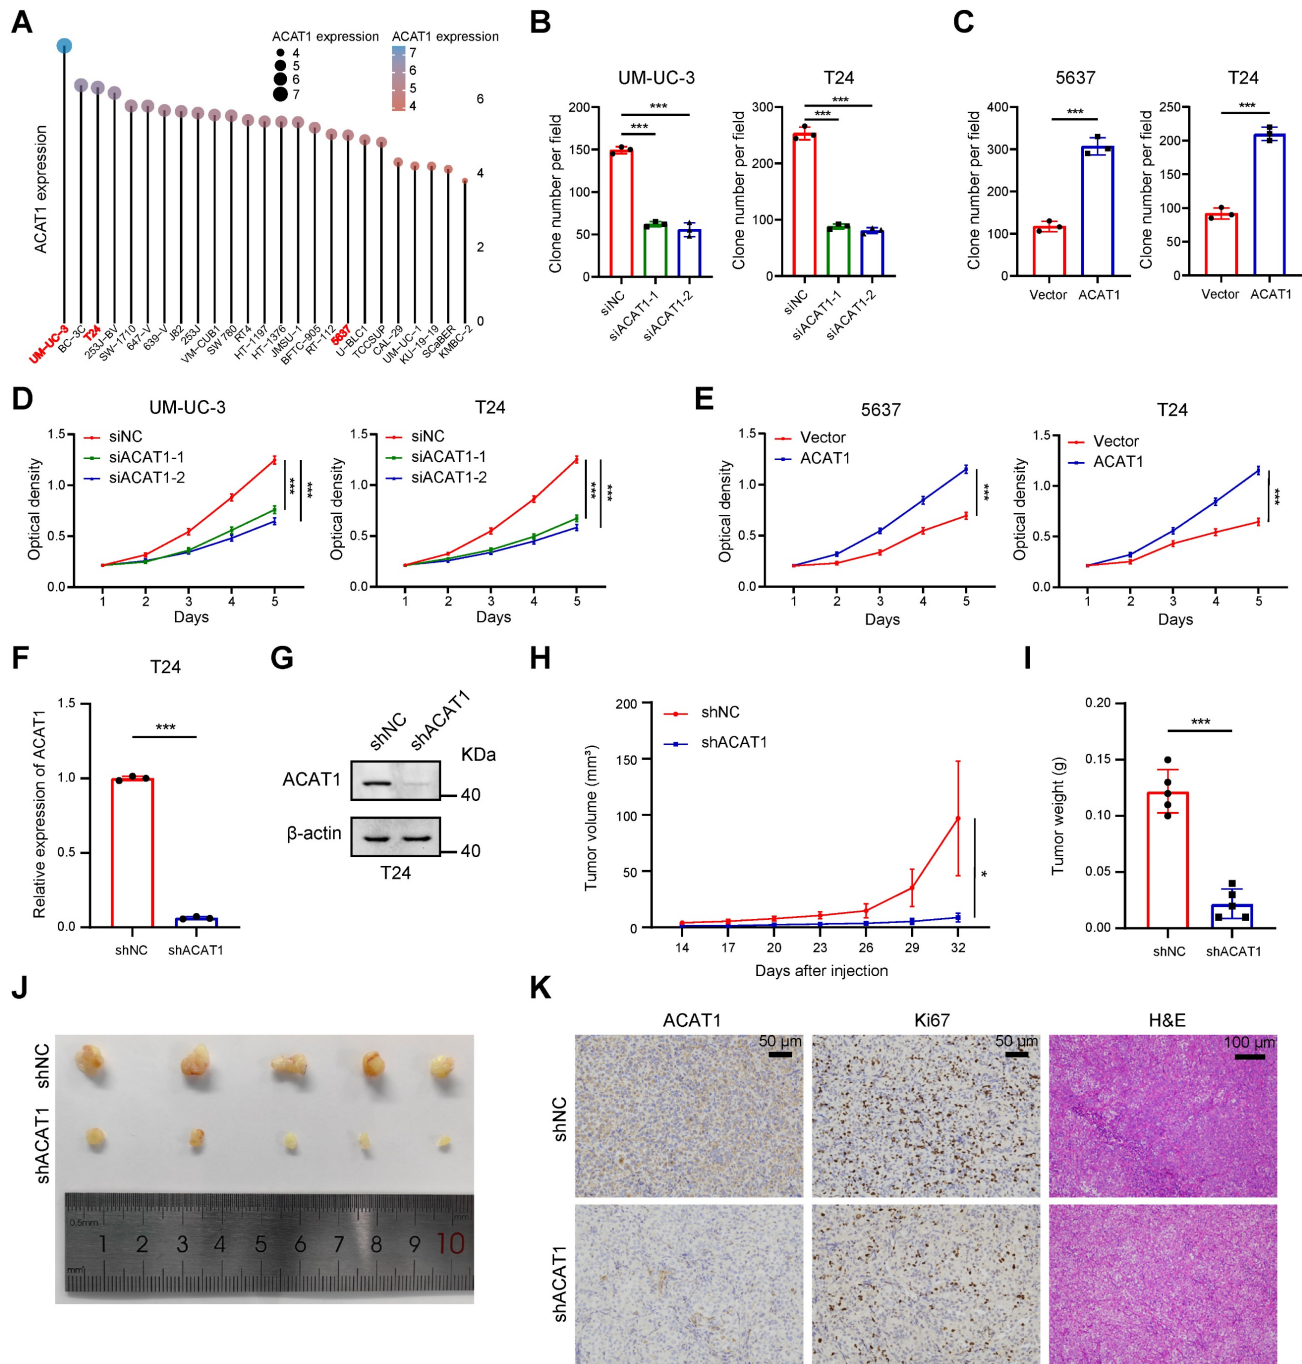 A
ACAT1 expression
4
5
6
7
ACAT1 expression
7
6
5
4
ACAT1 expression
6
4
2
0
UM-UC-3
BC-3C
T24
253J-BV
SW-1710
647-V
639-V
J82
253J
VM-CUB1
SW780
RT4
HT-1197
HT-1376
JMSU-1
BFTC-905
RT-112
5637
U-BLC1
TCCSUP
CAL-29
UM-UC-1
KU-19-19
SCaBER
KMBC-2
B
UM-UC-3
Clone number per field
200
150
100
50
0
***
***
siNC
siACAT1-1
siACAT1-2
T24
Clone number per field
300
200
100
0
***
***
siNC
siACAT1-1
siACAT1-2
C
5637
Clone number per field
400
300
200
100
0
***
Vector
ACAT1
T24
Clone number per field
250
200
150
100
50
0
***
Vector
ACAT1
D
UM-UC-3
Optical density
1.5
1.0
0.5
0.0
siNC
siACAT1-1
siACAT1-2
***
***
1 2 3 4 5
Days
T24
Optical density
1.5
1.0
0.5
0.0
siNC
siACAT1-1
siACAT1-2
***
***
1 2 3 4 5
Days
E
5637
Optical density
1.5
1.0
0.5
0.0
Vector
ACAT1
***
1 2 3 4 5
Days
T24
Optical density
1.5
1.0
0.5
0.0
Vector
ACAT1
***
1 2 3 4 5
Days
F
T24
Relative expression of ACAT1
1.5
1.0
0.5
0.0
***
shNC
shACAT1
G
shNC
shACAT1
KDa
ACAT1
40
β-actin
40
T24
H
Tumor volume (mm³)
200
150
100
50
0
shNC
shACAT1
*
14 17 20 23 26 29 32
Days after injection
I
Tumor weight (g)
0.20
0.15
0.10
0.05
0.00
***
shNC
shACAT1
J
shNC
shACAT1
0.5mm
mm
1 2 3 4 5 6 7 8 9 10
mm
K
ACAT1
Ki67
H&E
50 µm
50 µm
100 µm
shNC
shACAT1